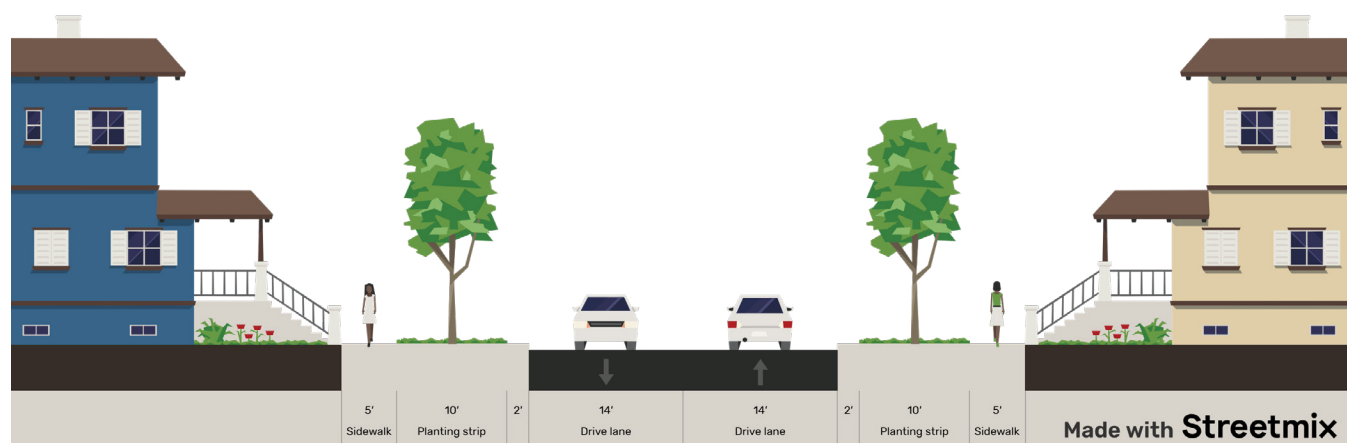 5' 10' 2' 14' 14' 2' 10' 5'
Sidewalk Planting strip Drive lane Drive lane Planting strip Sidewalk
Made with Streetmix